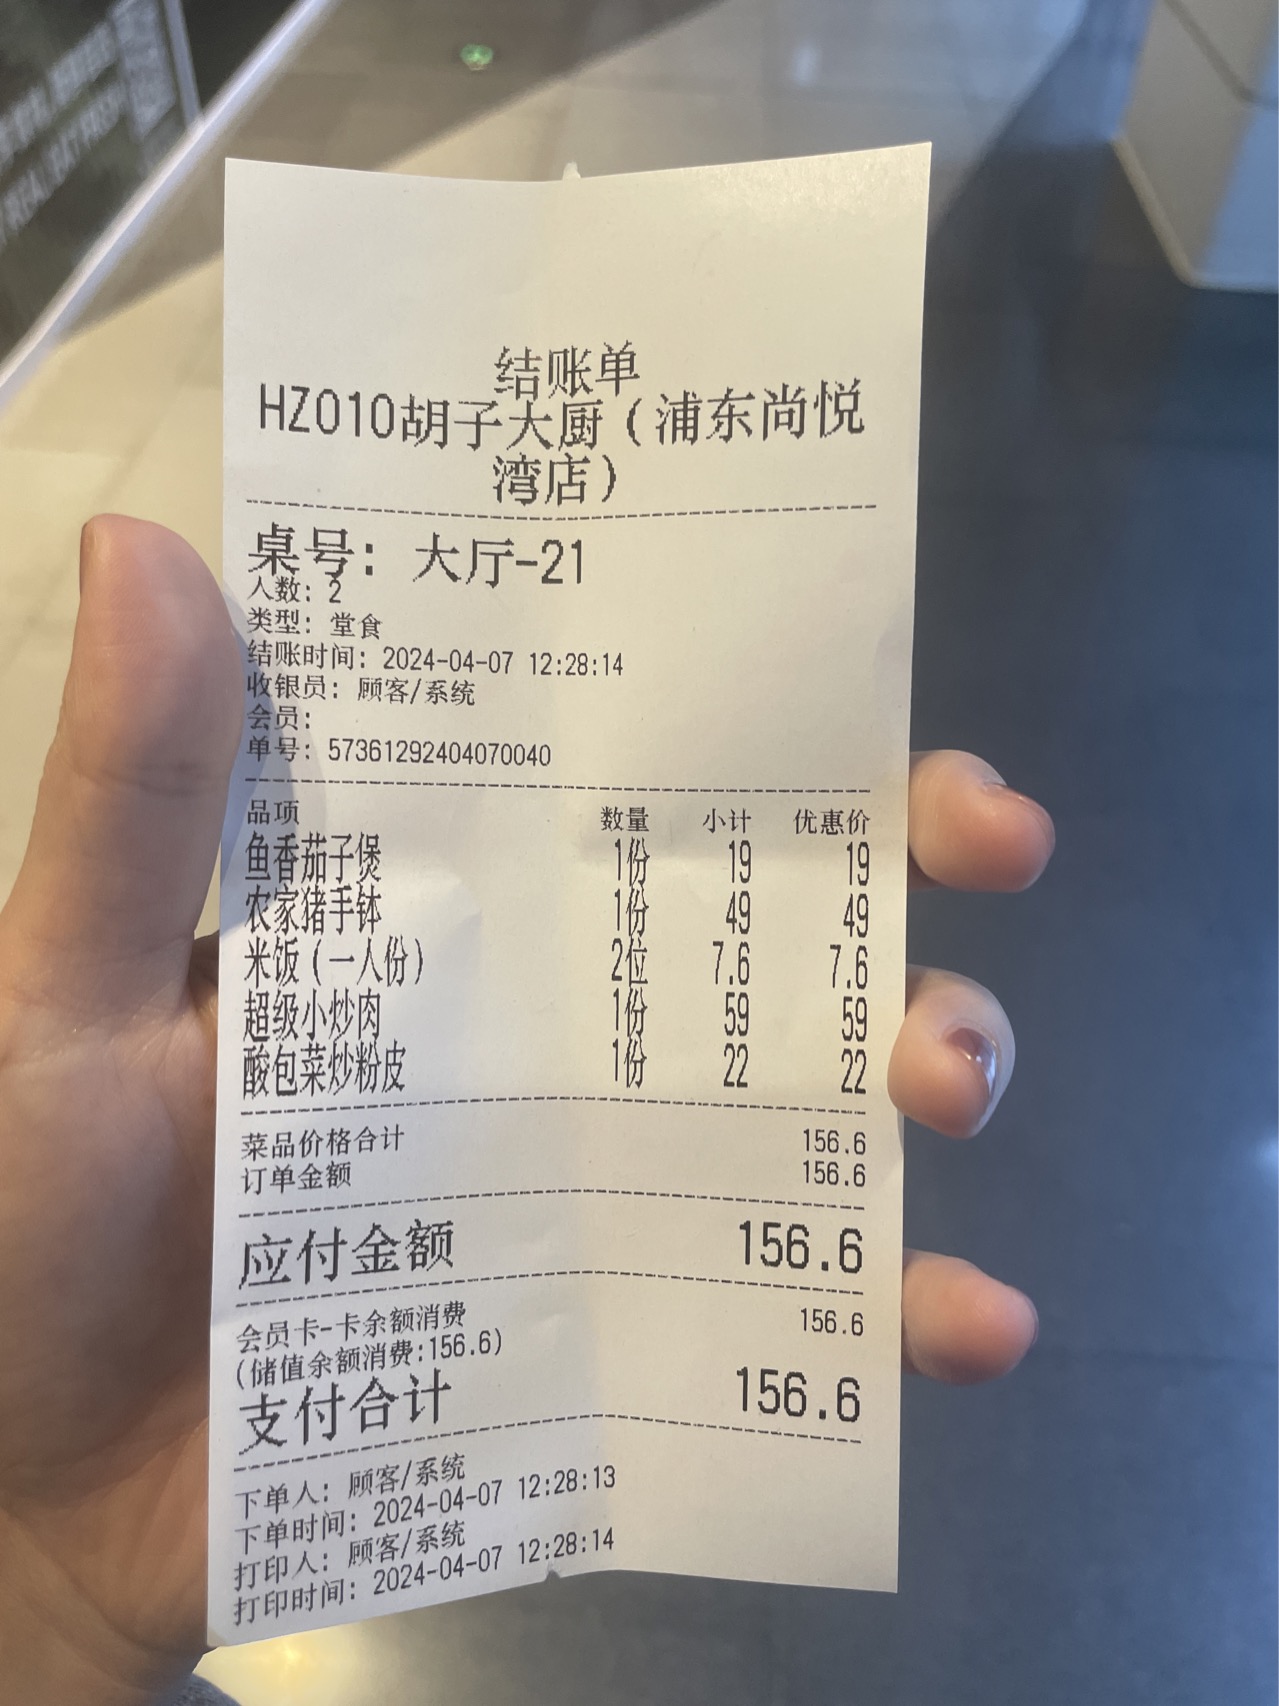 结账单
HZ010胡子大厨(浦东尚悦
湾店)
桌号: 大厅-21
人数: 2
类型: 堂食
结账时间: 2024-04-07 12:28:14
收银员: 顾客/系统
会员:
单号: 57361292404070040
品项 数量 小计 优惠价
鱼香茄子煲 1份 19 19
农家猪手钵 1份 49 49
米饭(一人份) 2位 7.6 7.6
超级小炒肉 1份 59 59
酸包菜炒粉皮 1份 22 22
菜品价格合计 156.6
订单金额 156.6
应付金额 156.6
会员卡-卡余额消费 156.6
(储值余额消费:156.6)
支付合计 156.6
下单人: 顾客/系统
下单时间: 2024-04-07 12:28:13
打印人: 顾客/系统
打印时间: 2024-04-07 12:28:14